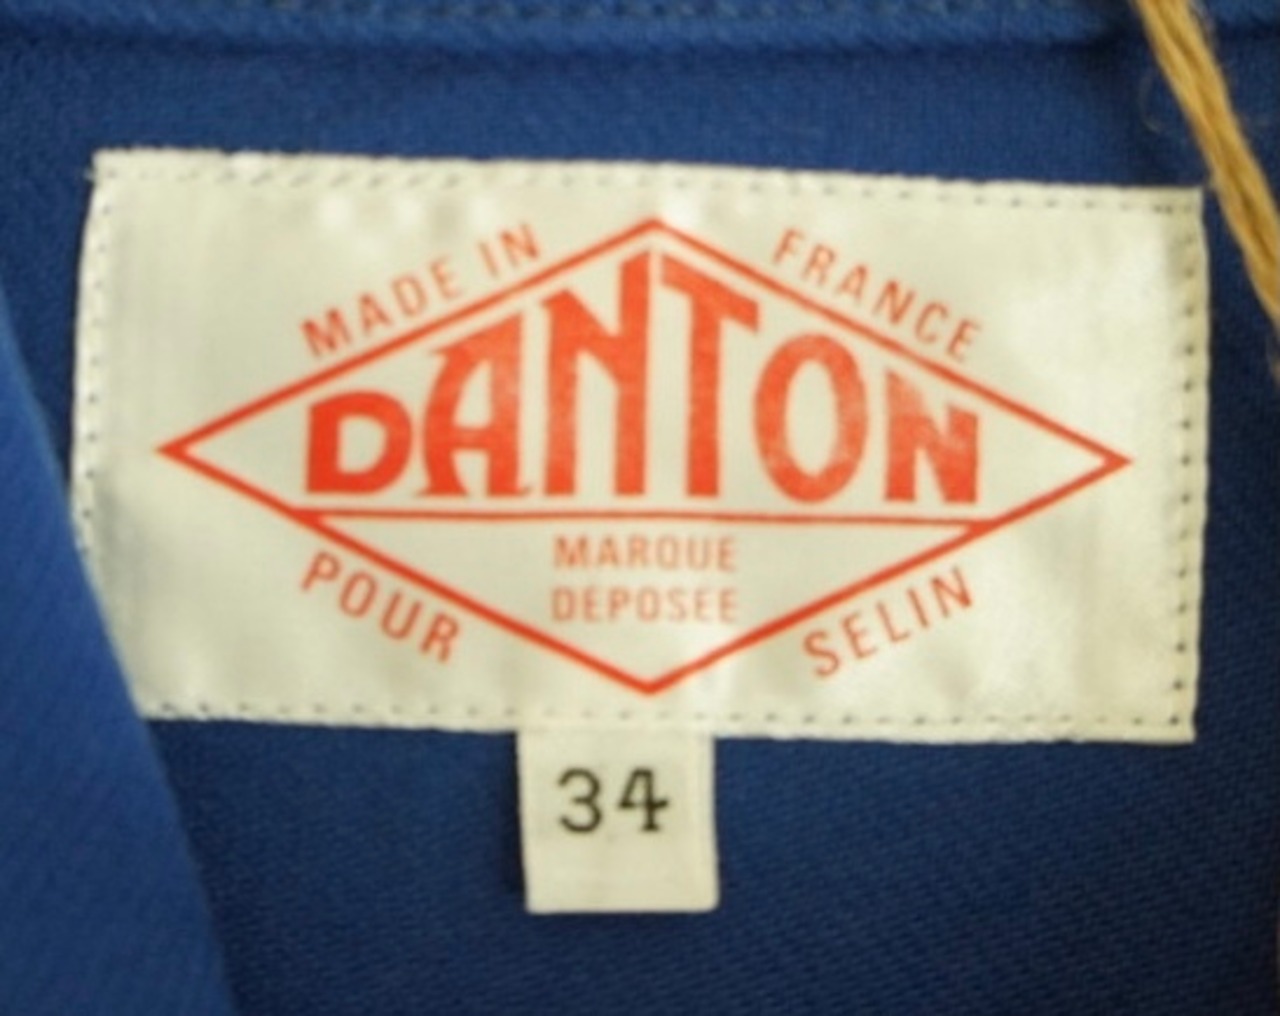 MADE IN FRANCE
DANTON
MARQUE
DEPOSEE
POUR SELIN
34